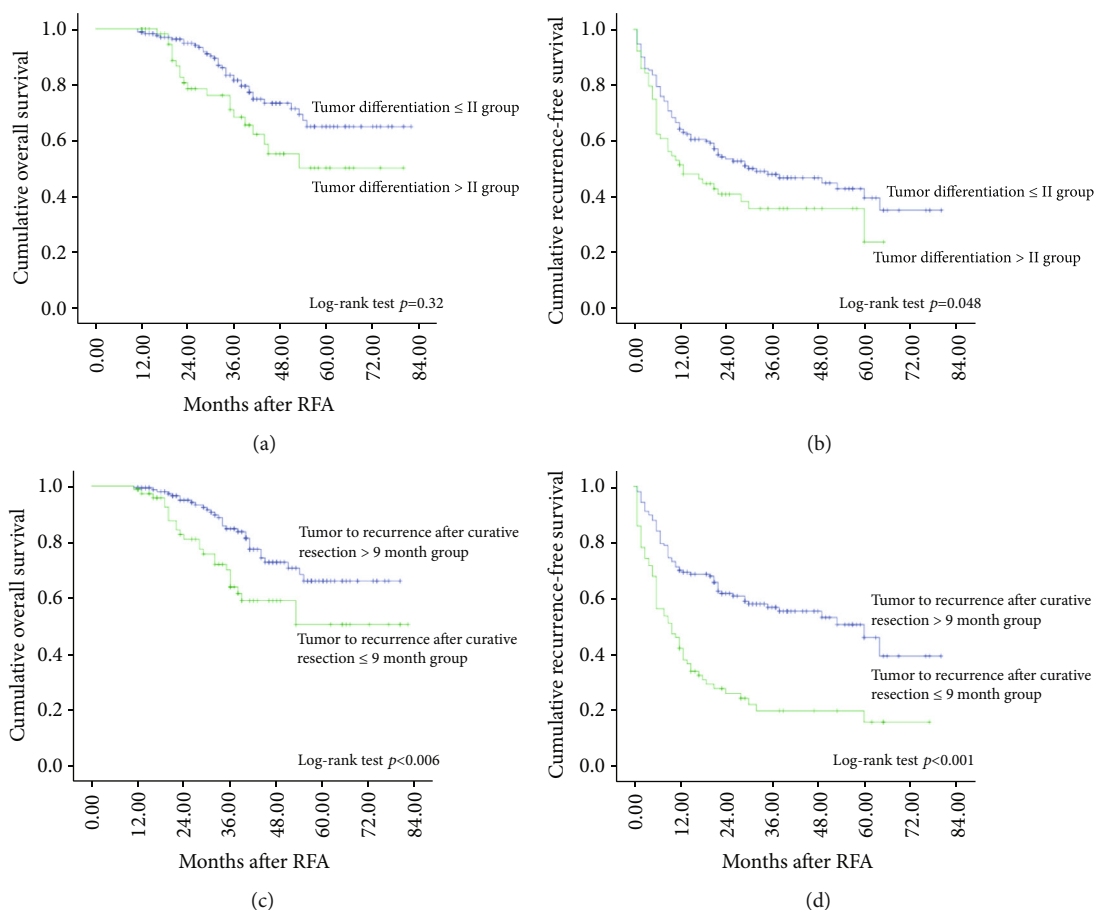 Cumulative overall survival
1.0
0.8
0.6
0.4
0.2
0.0
Tumor differentiation ≤ II group
Tumor differentiation > II group
Log-rank test p=0.32
0.00
12.00
24.00
36.00
48.00
60.00
72.00
84.00
Months after RFA
(a)
Cumulative recurrence-free survival
1.0
0.8
0.6
0.4
0.2
0.0
Tumor differentiation ≤ II group
Tumor differentiation > II group
Log-rank test p=0.048
0.00
12.00
24.00
36.00
48.00
60.00
72.00
84.00
(b)
Cumulative overall survival
1.0
0.8
0.6
0.4
0.2
0.0
Tumor to recurrence after curative
resection > 9 month group
Tumor to recurrence after curative
resection ≤ 9 month group
Log-rank test p<0.006
0.00
12.00
24.00
36.00
48.00
60.00
72.00
84.00
Months after RFA
(c)
Cumulative recurrence-free survival
1.0
0.8
0.6
0.4
0.2
0.0
Tumor to recurrence after curative
resection > 9 month group
Tumor to recurrence after curative
resection ≤ 9 month group
Log-rank test p<0.001
0.00
12.00
24.00
36.00
48.00
60.00
72.00
84.00
Months after RFA
(d)